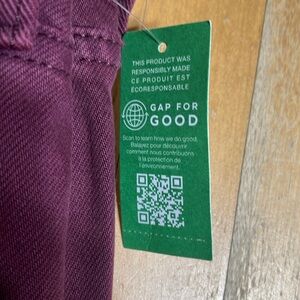 THIS PRODUCT WAS
RESPONSIBLY MADE
CE PRODUIT EST
ÉCORESPONSABLE
GAP FOR
GOOD
Scan to learn how we do good.
Balayez pour découvrir
comment nous contribuons
à la protection de
l'environnement.